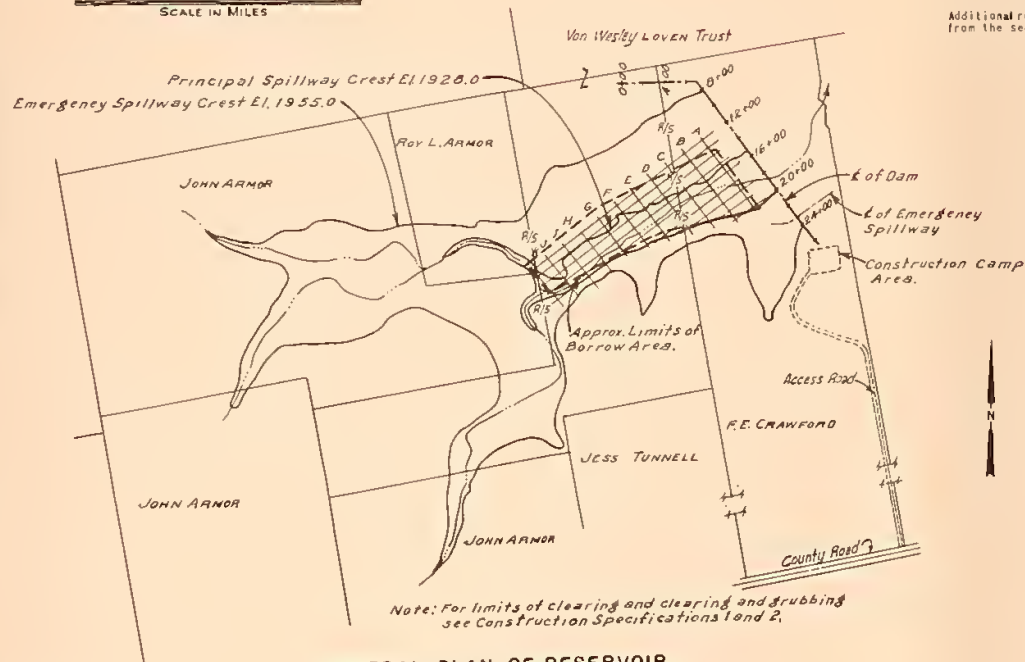 SCALE IN MILES
Additional
from the
Von Wesley LOVEN TRUST
Principal Spillway Crest El. 1928.0
Emergency Spillway Crest El. 1955.0
0+00
4+00
8+00
12+00
16+00
20+00
24+00
ROY L. ARMOR
JOHN ARMOR
R/S
A
B
C
D
E
F
G
H
I
J
R/S
R/S
R/S
R/S
℄ of Dam
℄ of Emergency
Spillway
Construction Camp
Area.
Approx. Limits of
Borrow Area.
Access Road
N
F.E. CRAWFORD
JESS TUNNELL
JOHN ARMOR
JOHN ARMOR
County Road
Note: For limits of clearing and clearing and grubbing
see Construction Specifications 1 and 2.
PLAN OF RESERVOIR